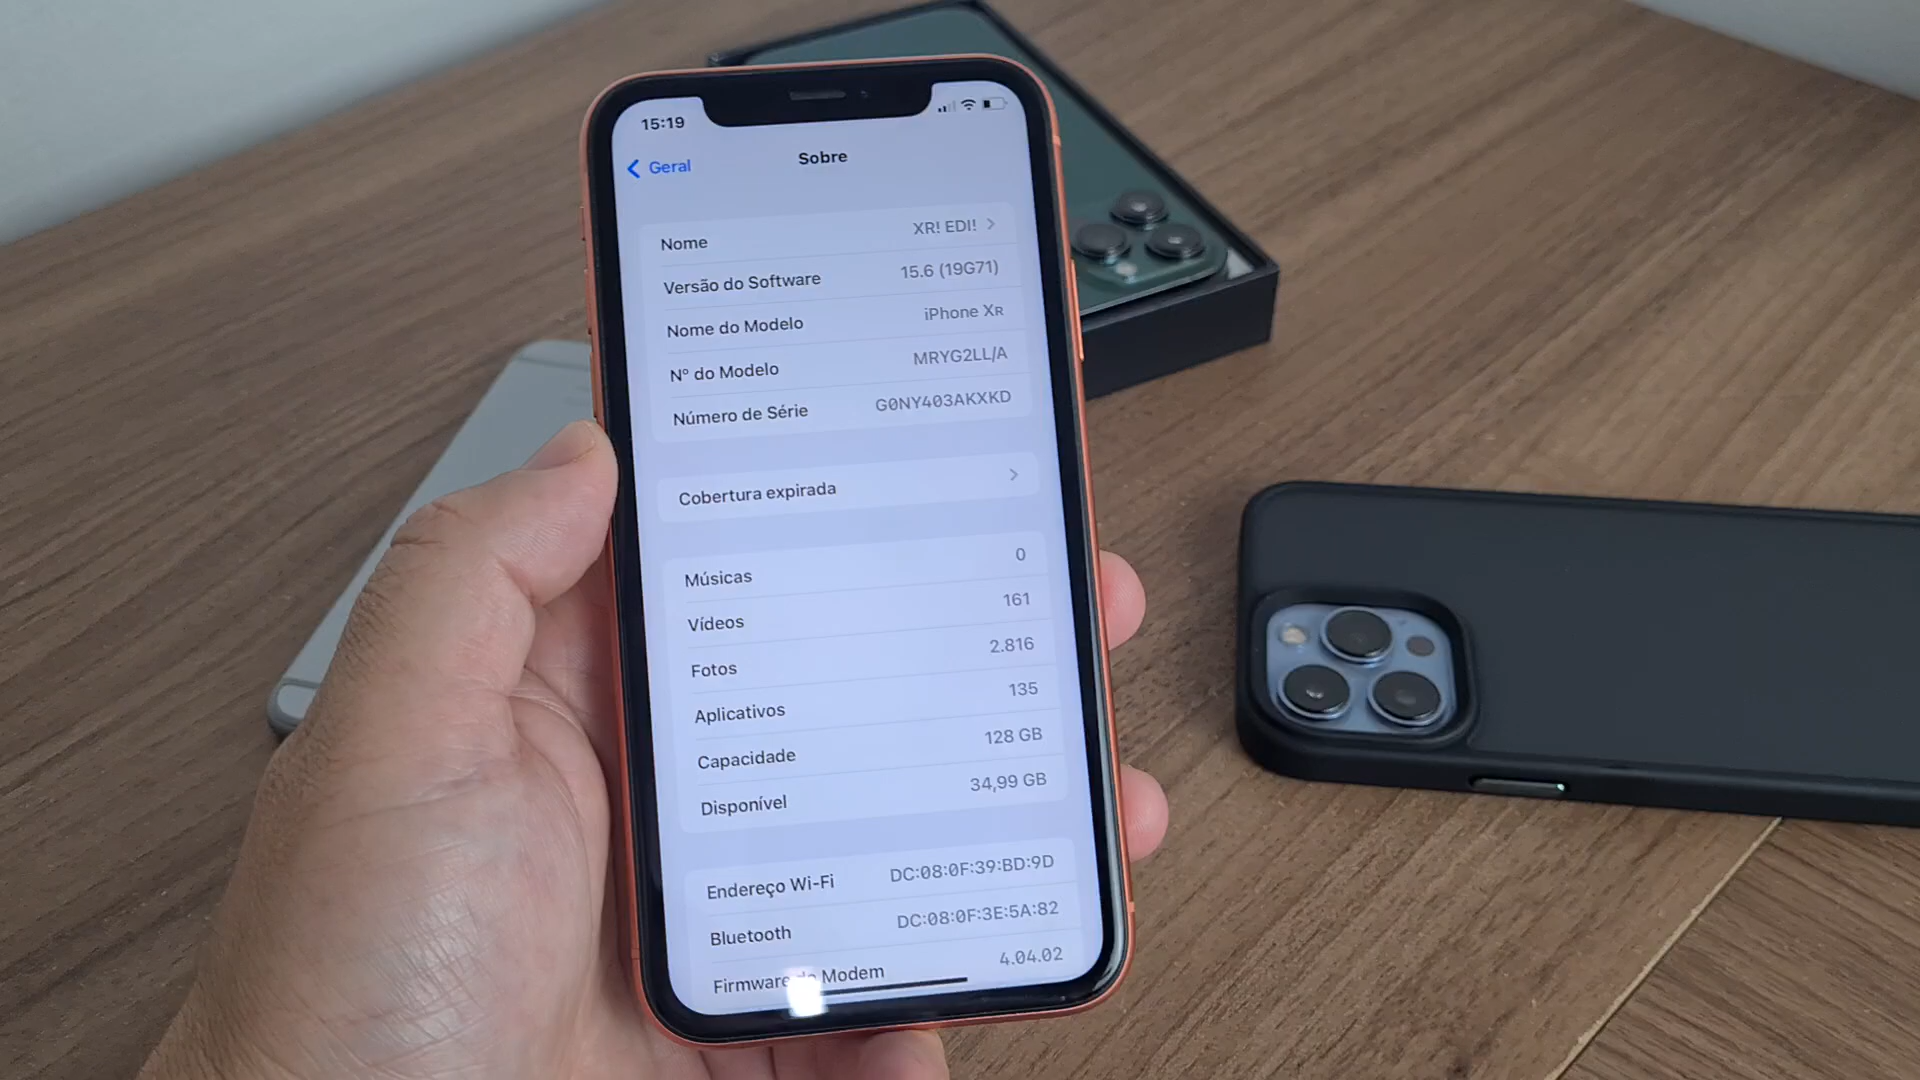 15:19
Geral
Sobre
Nome XR! EDI!
Versão do Software 15.6 (19G71)
Nome do Modelo iPhone XR
Nº do Modelo MRYG2LL/A
Número de Série G0NY403AKXKD
Cobertura expirada
Músicas 0
Vídeos 161
Fotos 2.816
Aplicativos 135
Capacidade 128 GB
Disponível 34,99 GB
Endereço Wi-Fi DC:08:0F:39:BD:9D
Bluetooth DC:08:0F:3E:5A:82
Firmware do Modem 4.04.02